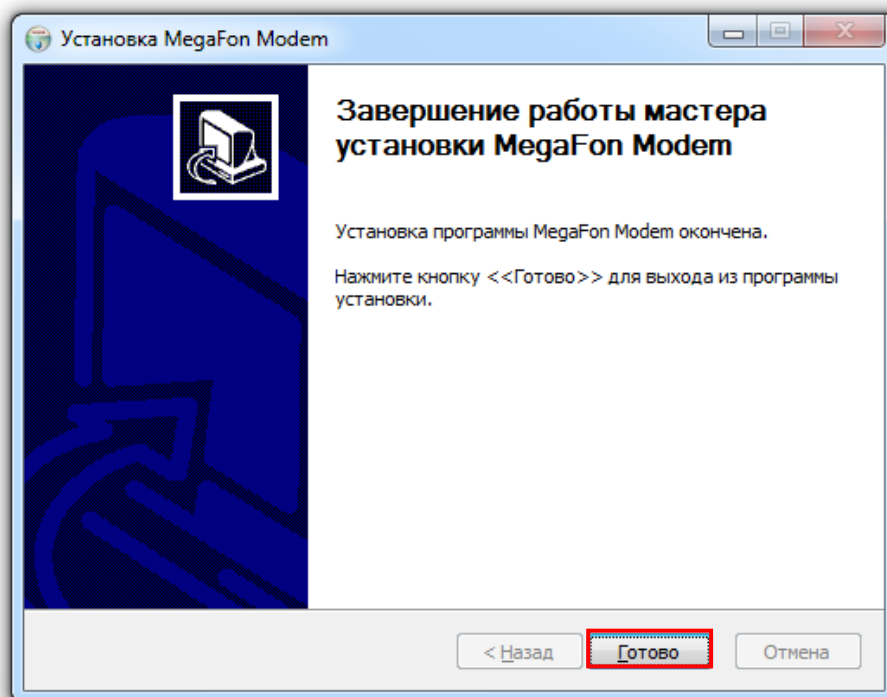 Установка MegaFon Modem
Завершение работы мастера
установки MegaFon Modem
Установка программы MegaFon Modem окончена.
Нажмите кнопку <<Готово>> для выхода из программы
установки.
< Назад
Готово
Отмена